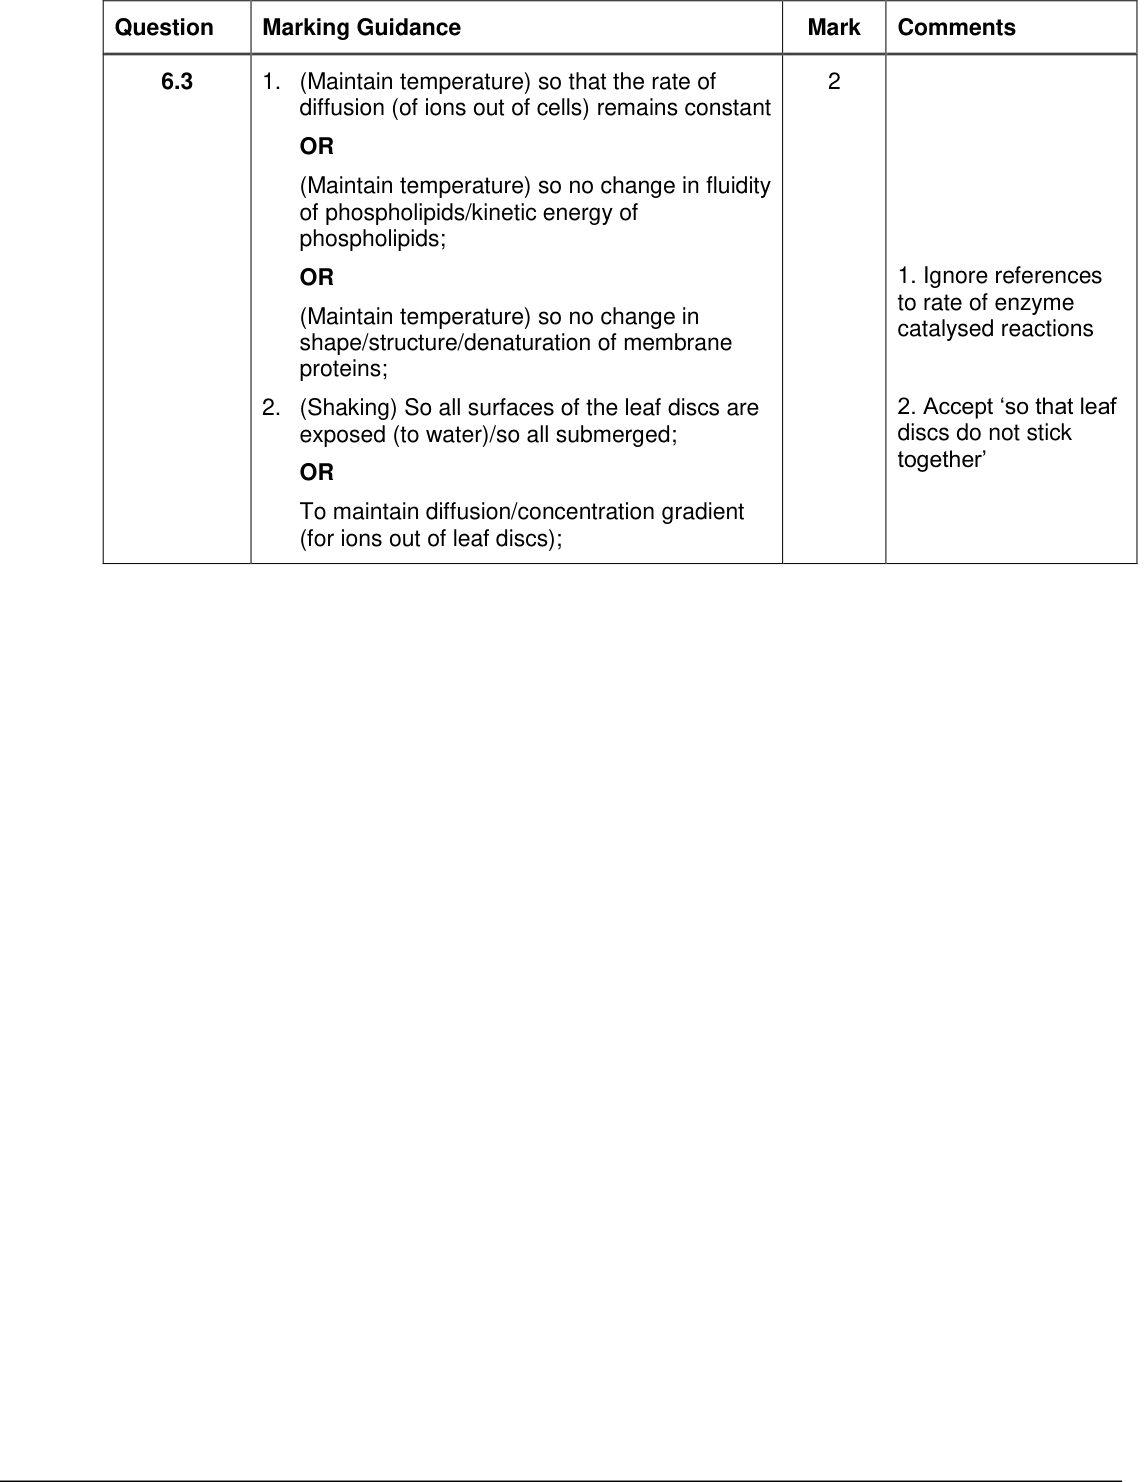 Question Marking Guidance Mark Comments
6.3 1. (Maintain temperature) so that the rate of 2
diffusion (of ions out of cells) remains constant
OR
(Maintain temperature) so no change in fluidity
of phospholipids/kinetic energy of
phospholipids;
OR
(Maintain temperature) so no change in
shape/structure/denaturation of membrane
proteins;
2. (Shaking) So all surfaces of the leaf discs are
exposed (to water)/so all submerged;
OR
To maintain diffusion/concentration gradient
(for ions out of leaf discs);
1. Ignore references
to rate of enzyme
catalysed reactions
2. Accept ‘so that leaf
discs do not stick
together’